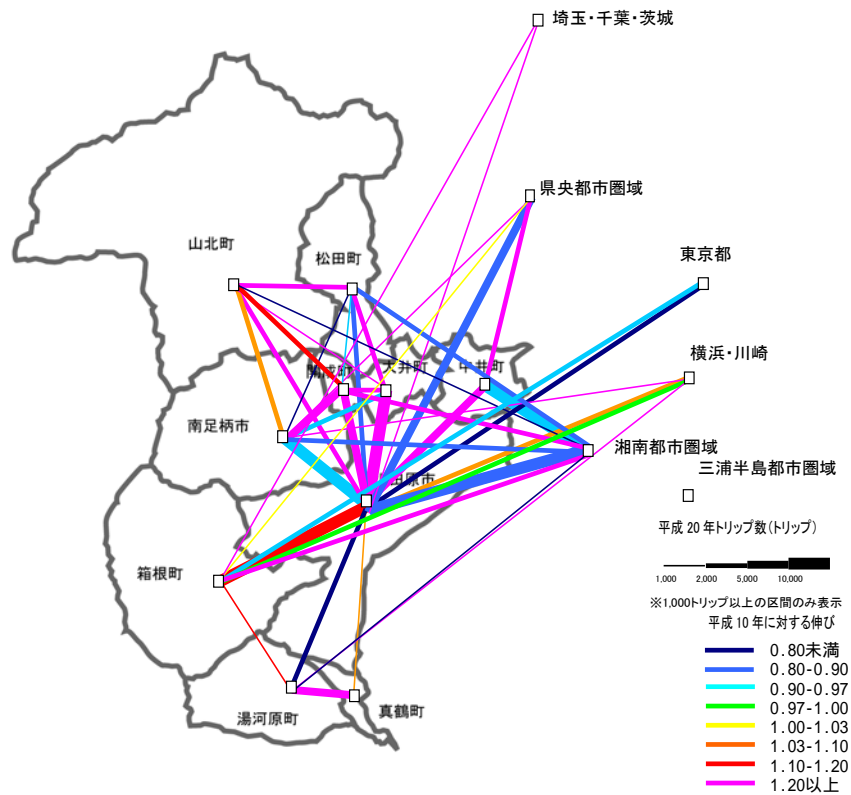 埼玉・千葉・茨城
県央都市圏域
山北町
松田町
東京都
開成町
大井町
中井町
横浜・川崎
南足柄市
湘南都市圏域
小田原市
三浦半島都市圏域
平成 20 年トリップ数(トリップ)
1,000 2,000 5,000 10,000
※1,000トリップ以上の区間のみ表示
平成 10 年に対する伸び
箱根町
湯河原町
真鶴町
0.80未満
0.80-0.90
0.90-0.97
0.97-1.00
1.00-1.03
1.03-1.10
1.10-1.20
1.20以上